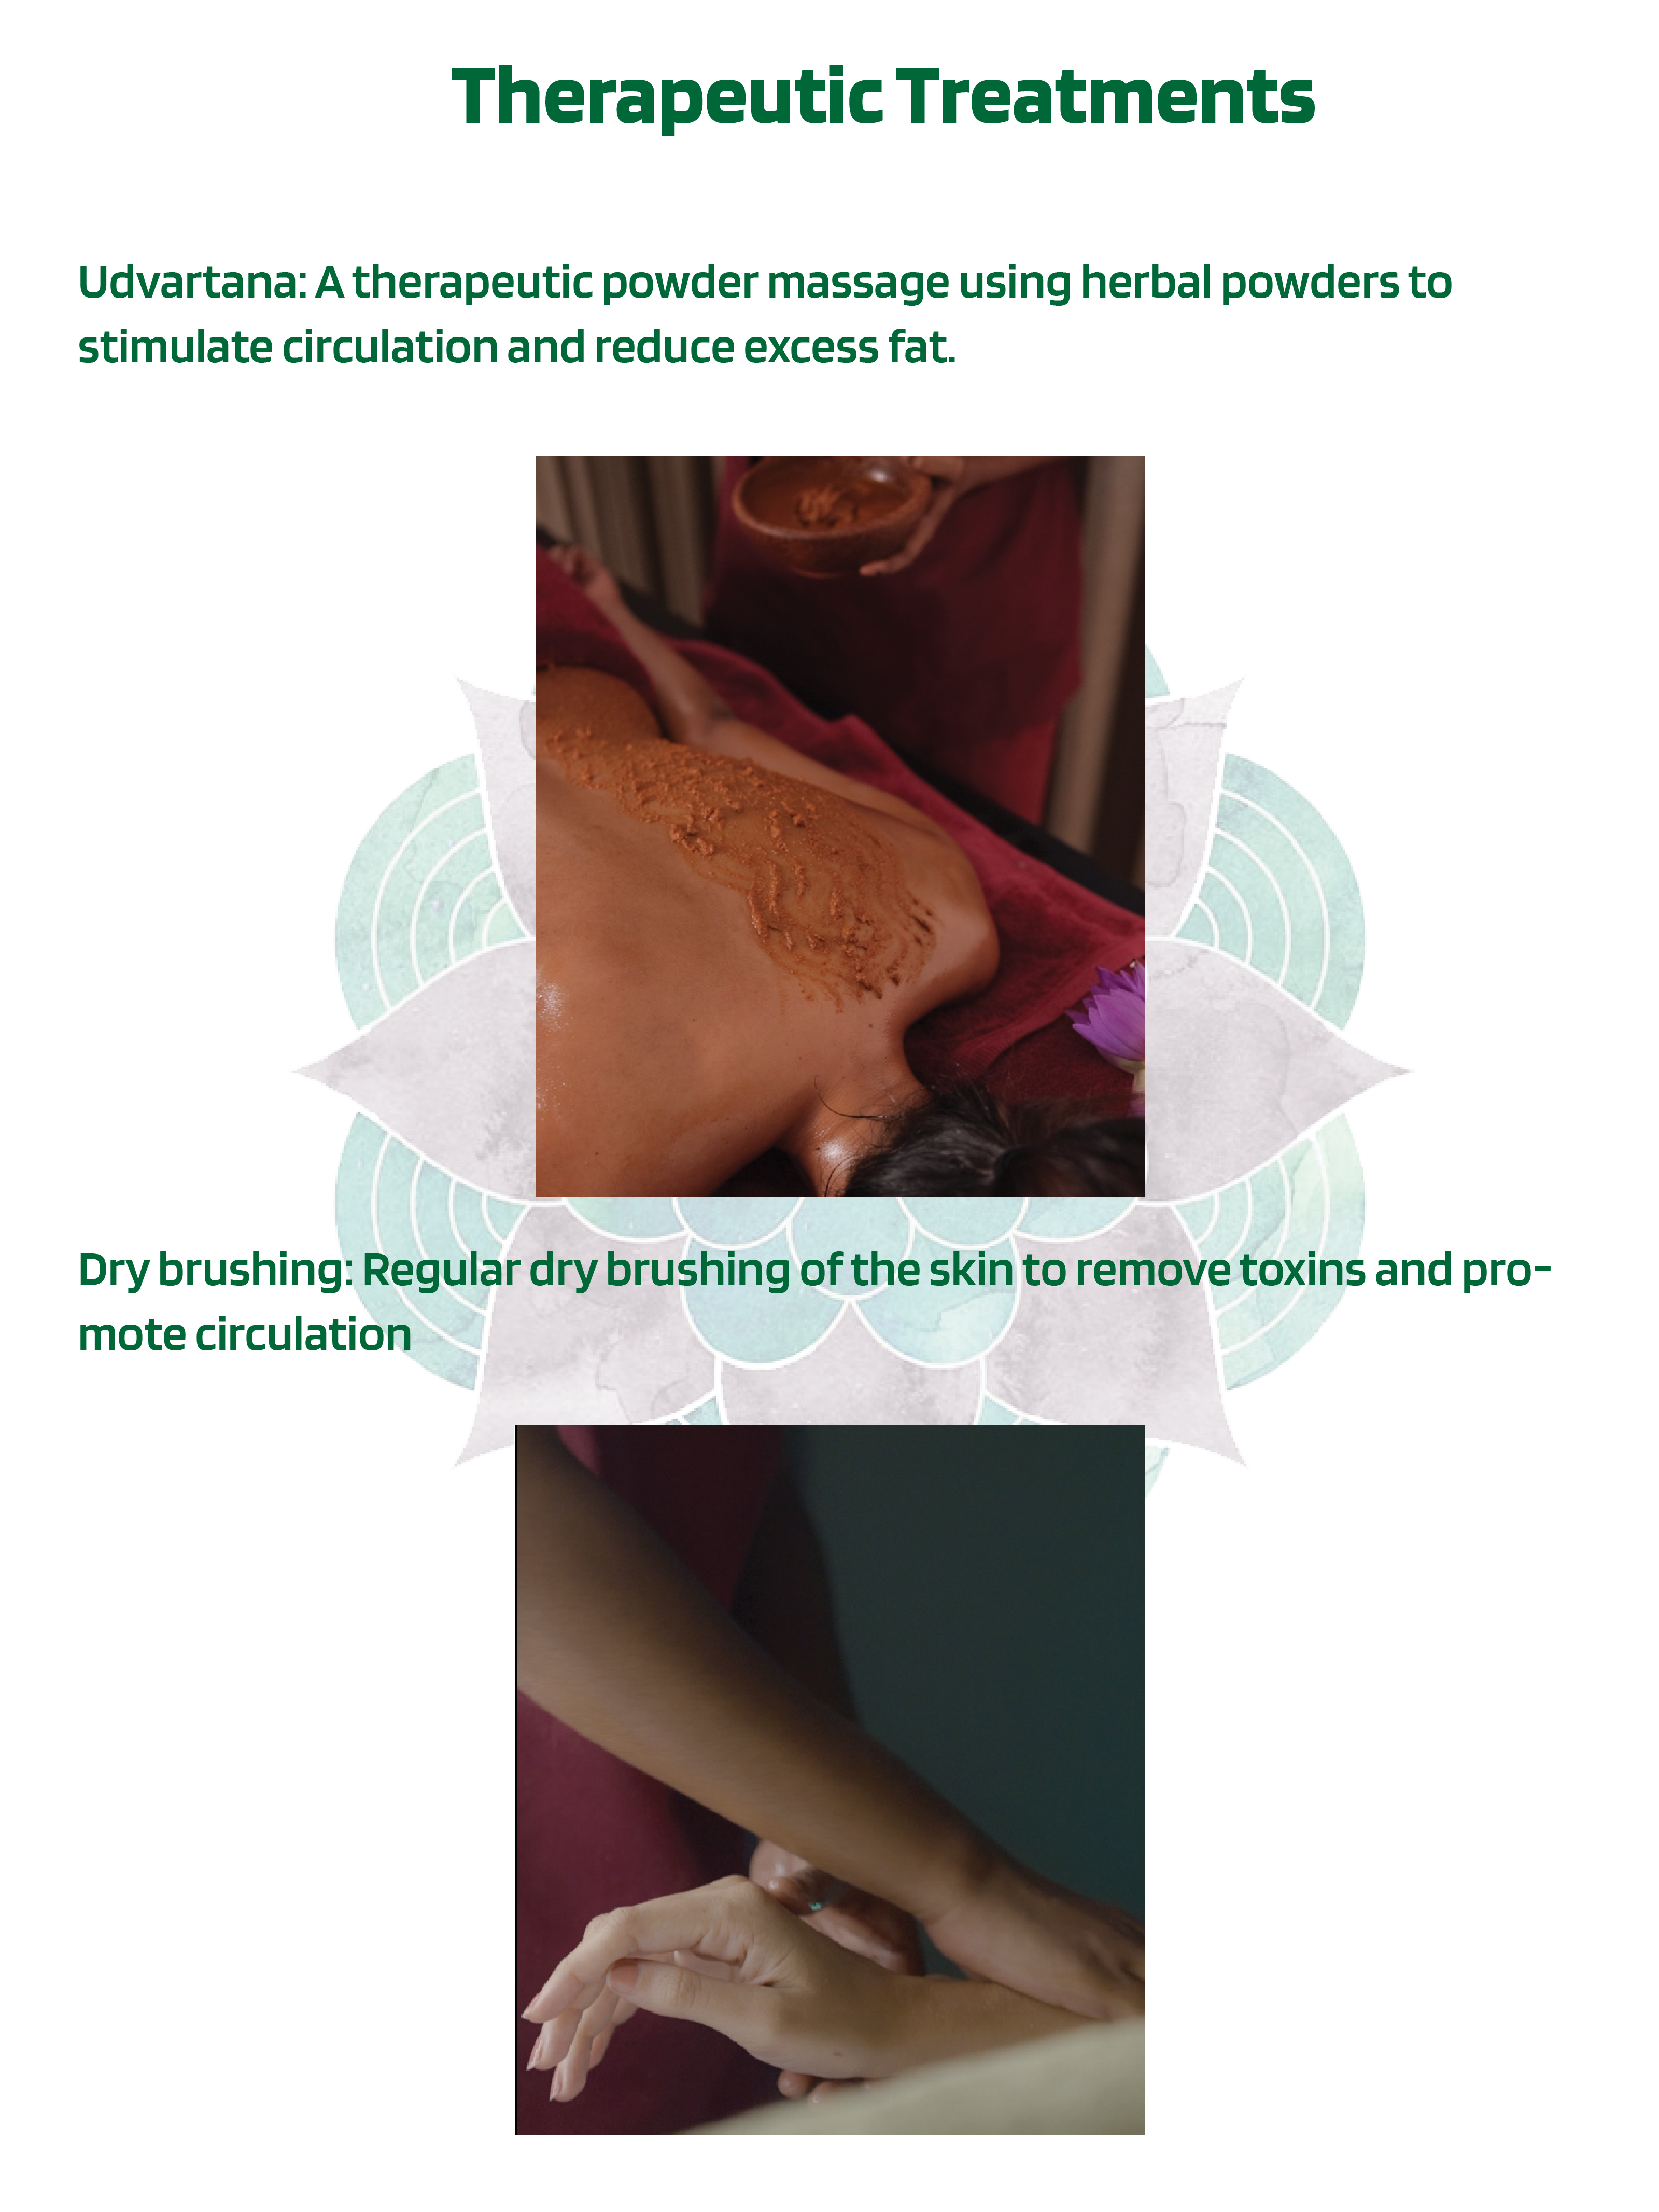 Therapeutic Treatments
Udvartana: A therapeutic powder massage using herbal powders to
stimulate circulation and reduce excess fat.
Dry brushing: Regular dry brushing of the skin to remove toxins and pro-
mote circulation